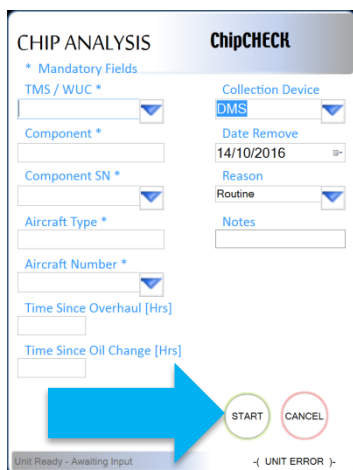 CHIP ANALYSIS
ChipCHECK
* Mandatory Fields
TMS / WUC *
Collection Device
DMS
Component *
Date Remove
14/10/2016
Component SN *
Reason
Routine
Aircraft Type *
Notes
Aircraft Number *
Time Since Overhaul [Hrs]
Time Since Oil Change [Hrs]
START
CANCEL
Unit Ready - Awaiting Input
-( UNIT ERROR )-